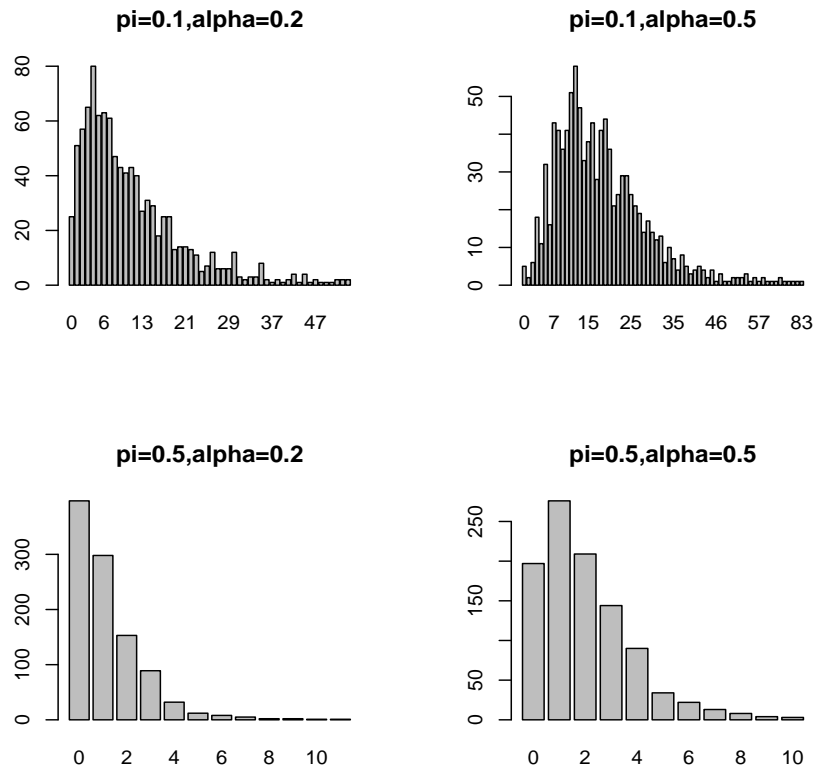 pi=0.1,alpha=0.2
80
60
40
20
0
0 6 13 21 29 37 47
pi=0.1,alpha=0.5
50
30
10
0
0 7 15 25 35 46 57 83
pi=0.5,alpha=0.2
300
200
100
0
0 2 4 6 8 10
pi=0.5,alpha=0.5
250
150
50
0
0 2 4 6 8 10